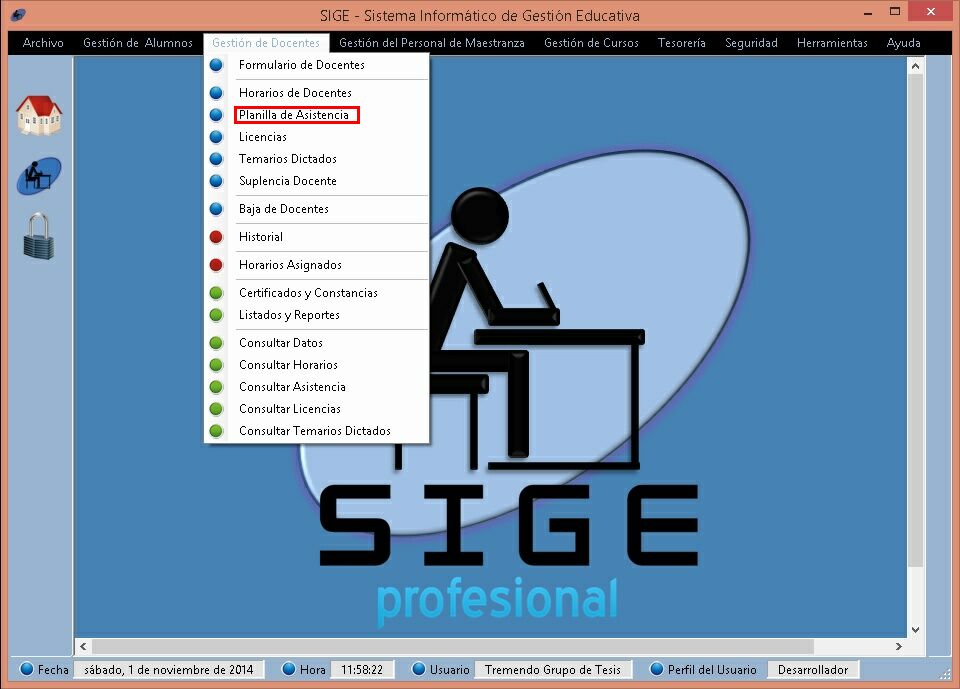 SIGE - Sistema Informático de Gestión Educativa
Archivo Gestión de Alumnos Gestión de Docentes Gestión del Personal de Maestranza Gestión de Cursos Tesorería Seguridad Herramientas Ayuda
Formulario de Docentes
Horarios de Docentes
Planilla de Asistencia
Licencias
Temarios Dictados
Suplencia Docente
Baja de Docentes
Historial
Horarios Asignados
Certificados y Constancias
Listados y Reportes
Consultar Datos
Consultar Horarios
Consultar Asistencia
Consultar Licencias
Consultar Temarios Dictados
SIGE
profesional
Fecha sábado, 1 de noviembre de 2014 Hora 11:58:22 Usuario Tremendo Grupo de Tesis Perfil del Usuario Desarrollador